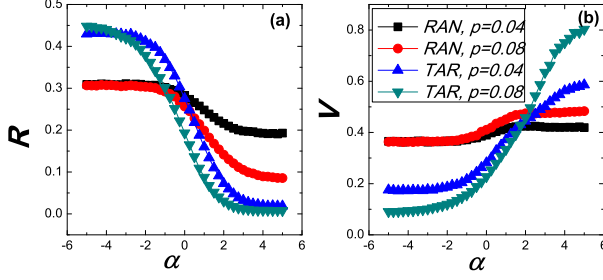 (a)
R
0.5
0.4
0.3
0.2
0.1
0.0
-6 -4 -2 0 2 4 6
α
(b)
V
0.8
0.6
0.4
0.2
0.0
-6 -4 -2 0 2 4 6
α
RAN, p=0.04
RAN, p=0.08
TAR, p=0.04
TAR, p=0.08